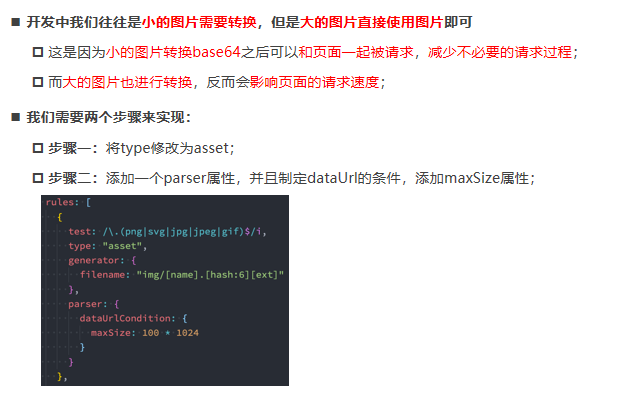 ■ 开发中我们往往是小的图片需要转换，但是大的图片直接使用图片即可
□ 这是因为小的图片转换base64之后可以和页面一起被请求，减少不必要的请求过程；
□ 而大的图片也进行转换，反而会影响页面的请求速度；
■ 我们需要两个步骤来实现：
□ 步骤一：将type修改为asset；
□ 步骤二：添加一个parser属性，并且制定dataUrl的条件，添加maxSize属性；
rules: [
{
test: /\.(png|svg|jpg|jpeg|gif)$/i,
type: "asset",
generator: {
filename: "img/[name].[hash:6][ext]"
},
parser: {
dataUrlCondition: {
maxSize: 100 * 1024
}
}
},